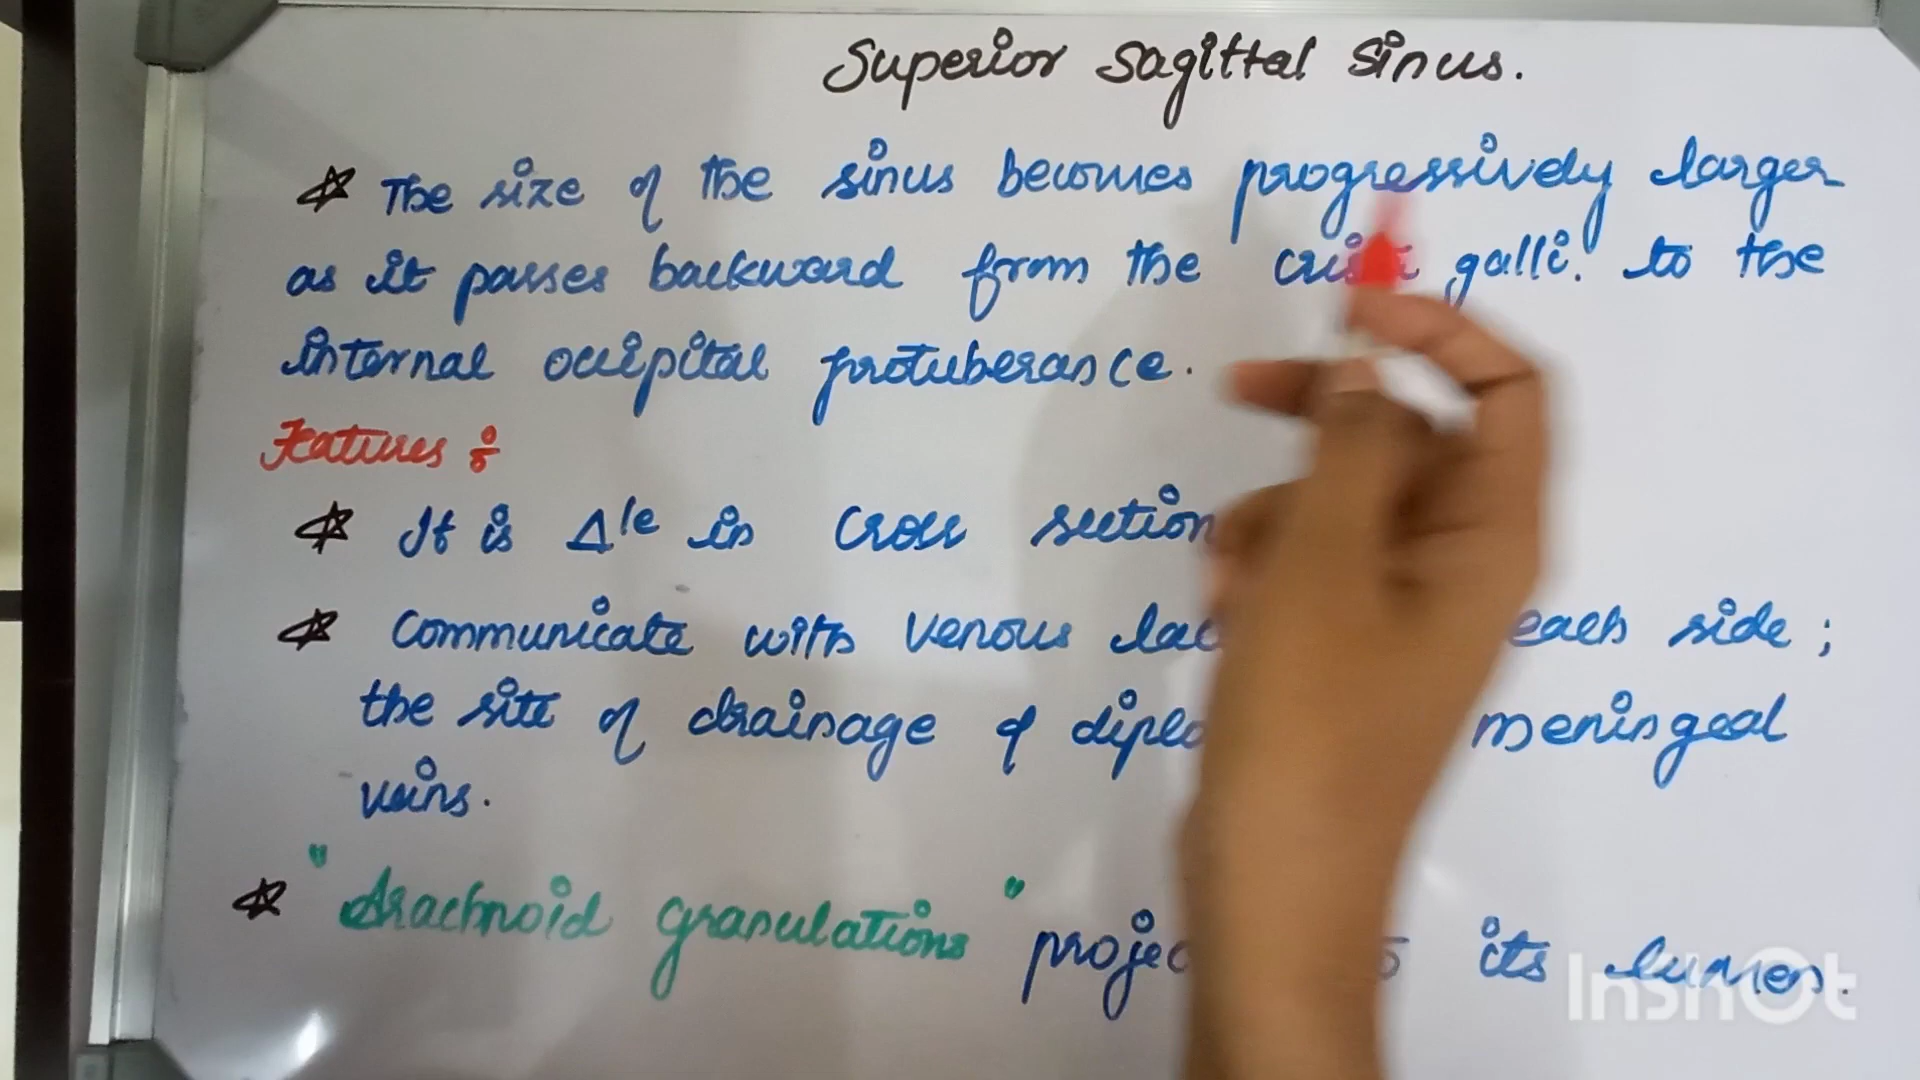 Superior Sagittal Sinus.
☆ The size of the sinus becomes progressively larger
as it passes backward from the crista galli. to the
internal occipital protuberance.
Features ÷
☆ It is Δle in cross section
☆ Communicate with venous each side ;
the site of drainage of meningeal
veins.
☆ "Arachnoid granulations" its lumen.
InShOt